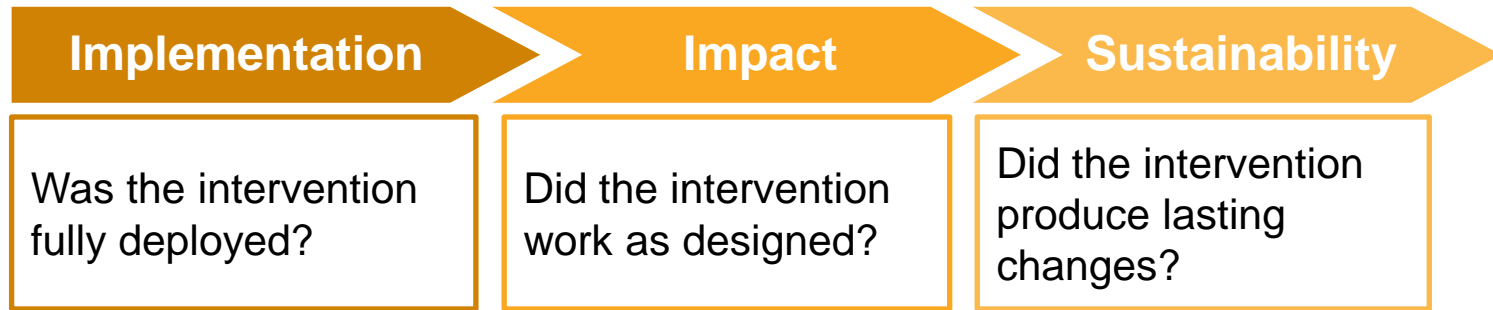 Implementation
Impact
Sustainability
Was the intervention
fully deployed?
Did the intervention
work as designed?
Did the intervention
produce lasting
changes?